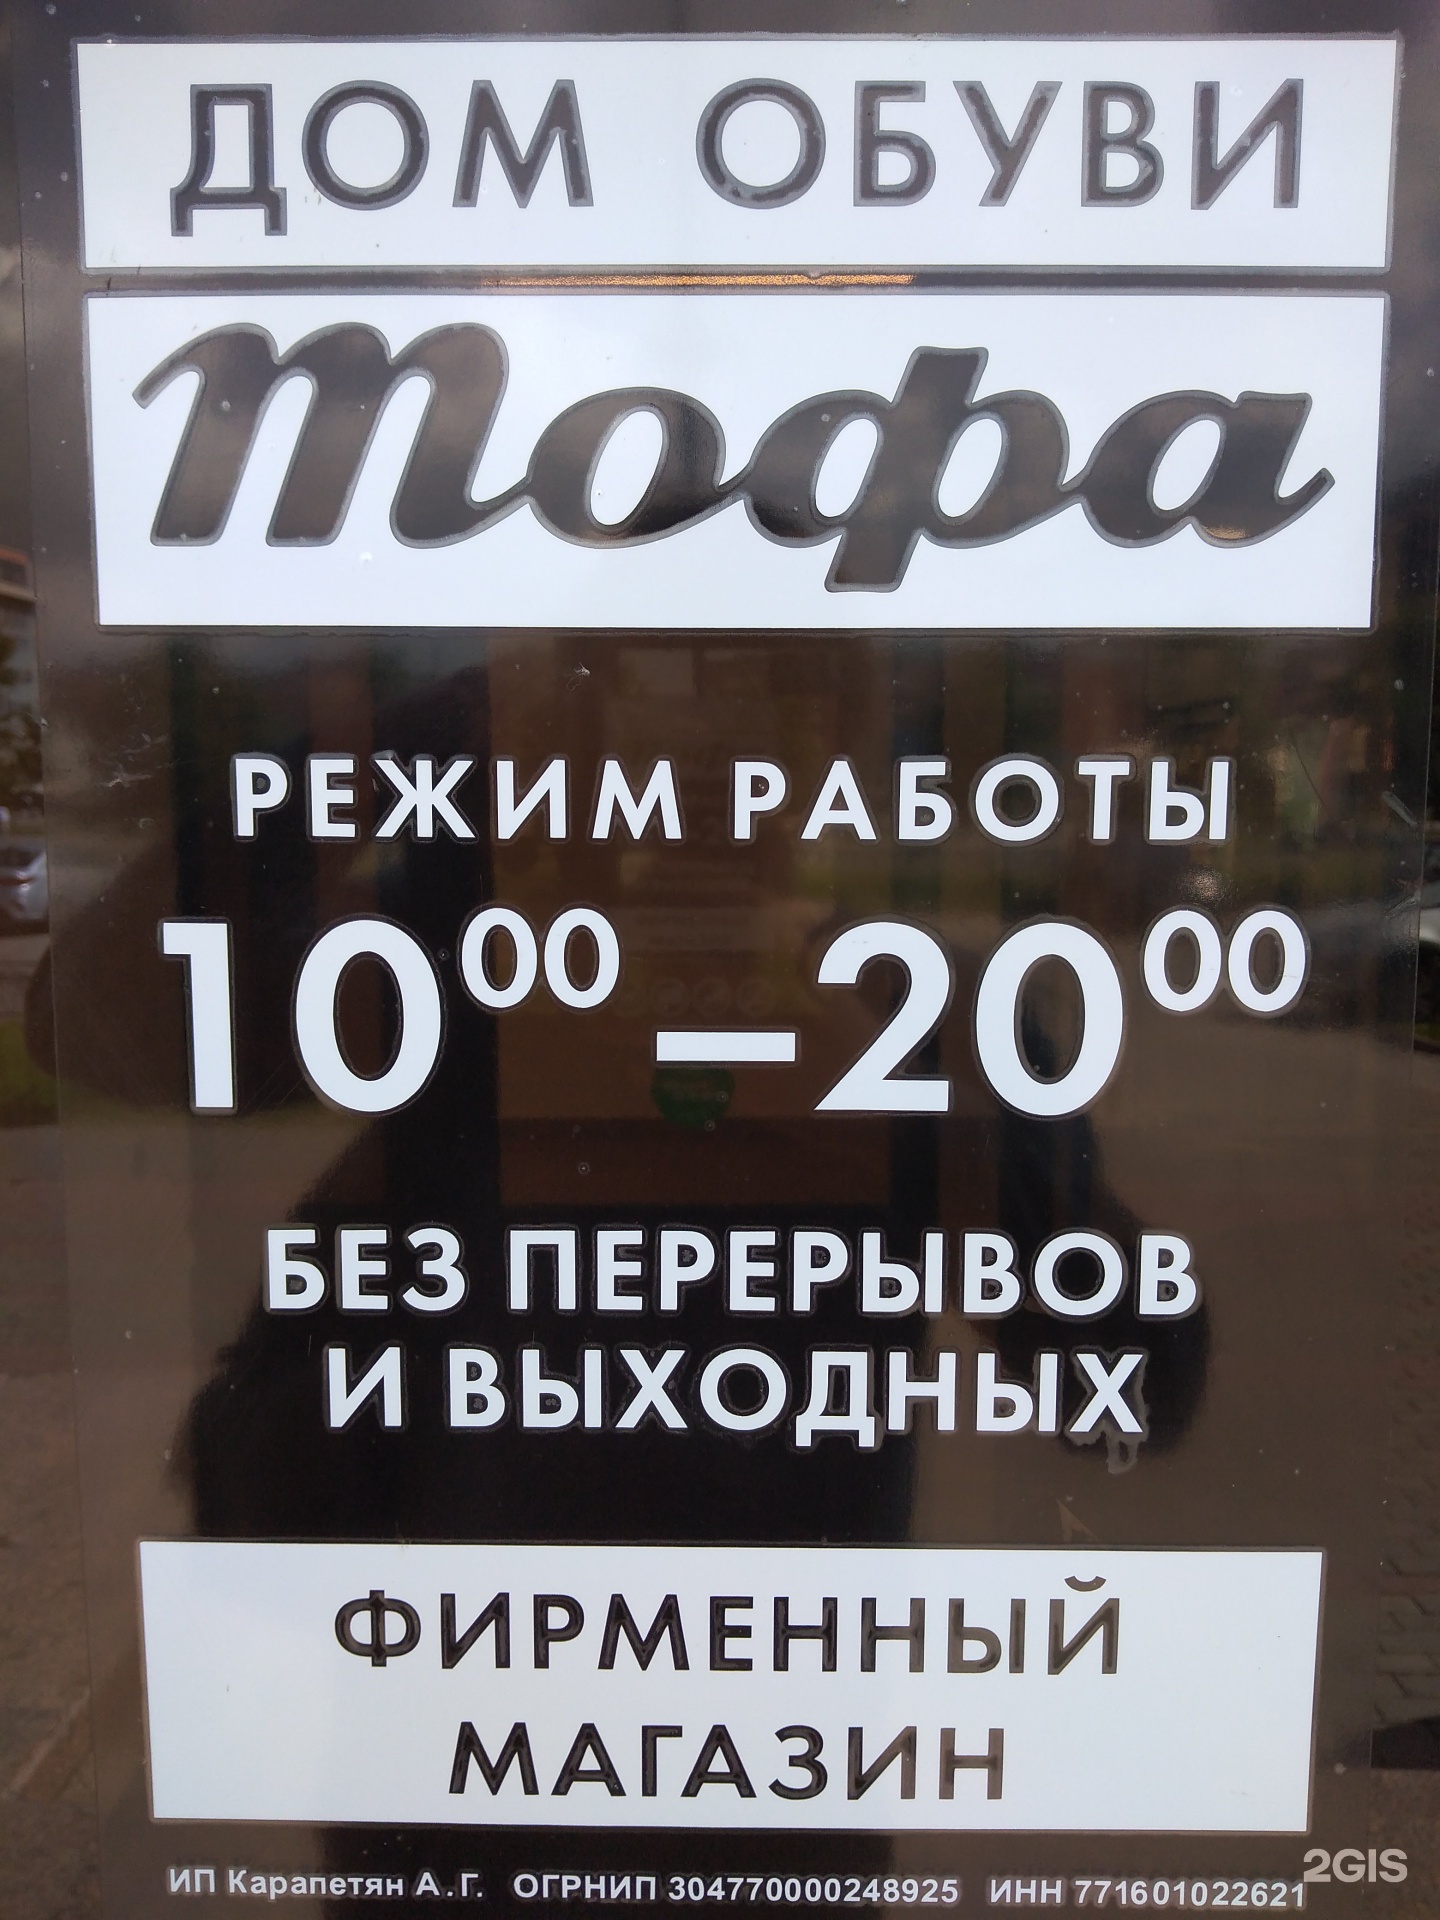 ДОМ ОБУВИ
Тофа
РЕЖИМ РАБОТЫ
10⁰⁰–20⁰⁰
БЕЗ ПЕРЕРЫВОВ
И ВЫХОДНЫХ
ФИРМЕННЫЙ
МАГАЗИН
ИП Карапетян А.Г. ОГРНИП 304770000248925 ИНН 771601022621
2GIS